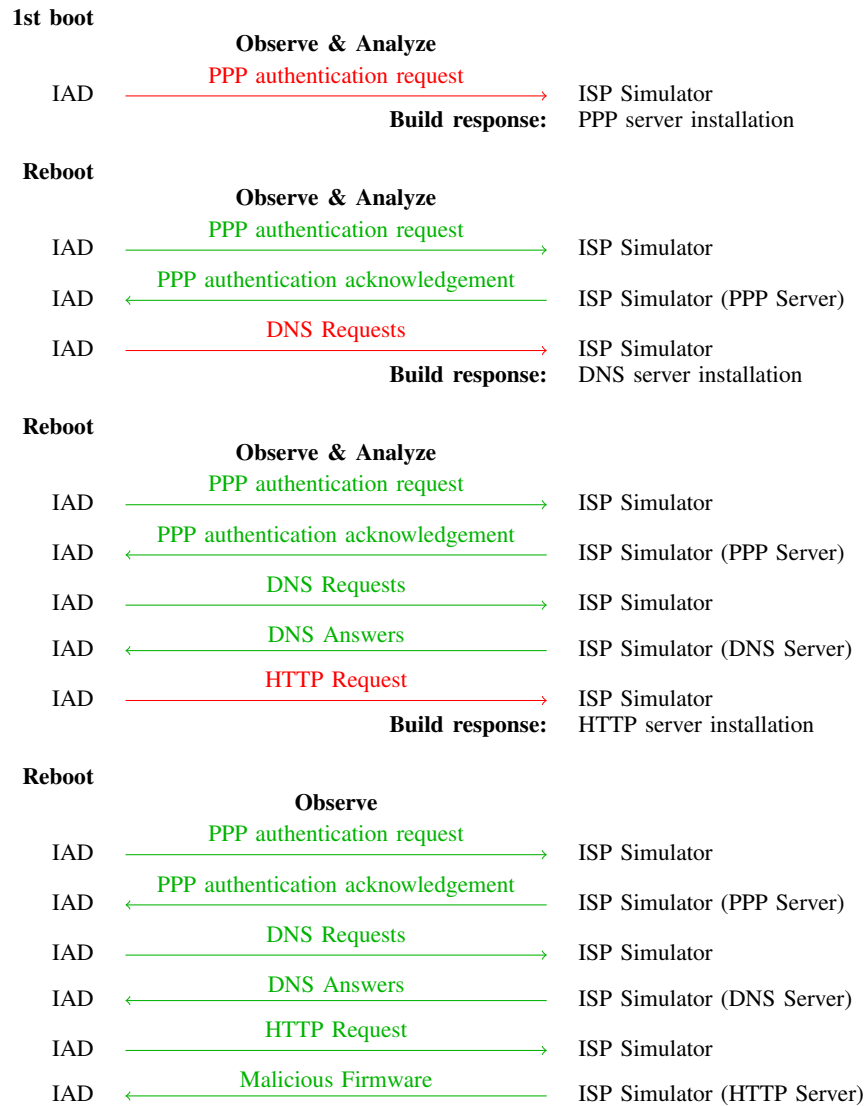 1st boot
Observe & Analyze
PPP authentication request
IAD ISP Simulator
Build response: PPP server installation
Reboot
Observe & Analyze
PPP authentication request
IAD ISP Simulator
PPP authentication acknowledgement
IAD ISP Simulator (PPP Server)
DNS Requests
IAD ISP Simulator
Build response: DNS server installation
Reboot
Observe & Analyze
PPP authentication request
IAD ISP Simulator
PPP authentication acknowledgement
IAD ISP Simulator (PPP Server)
DNS Requests
IAD ISP Simulator
DNS Answers
IAD ISP Simulator (DNS Server)
HTTP Request
IAD ISP Simulator
Build response: HTTP server installation
Reboot
Observe
PPP authentication request
IAD ISP Simulator
PPP authentication acknowledgement
IAD ISP Simulator (PPP Server)
DNS Requests
IAD ISP Simulator
DNS Answers
IAD ISP Simulator (DNS Server)
HTTP Request
IAD ISP Simulator
Malicious Firmware
IAD ISP Simulator (HTTP Server)